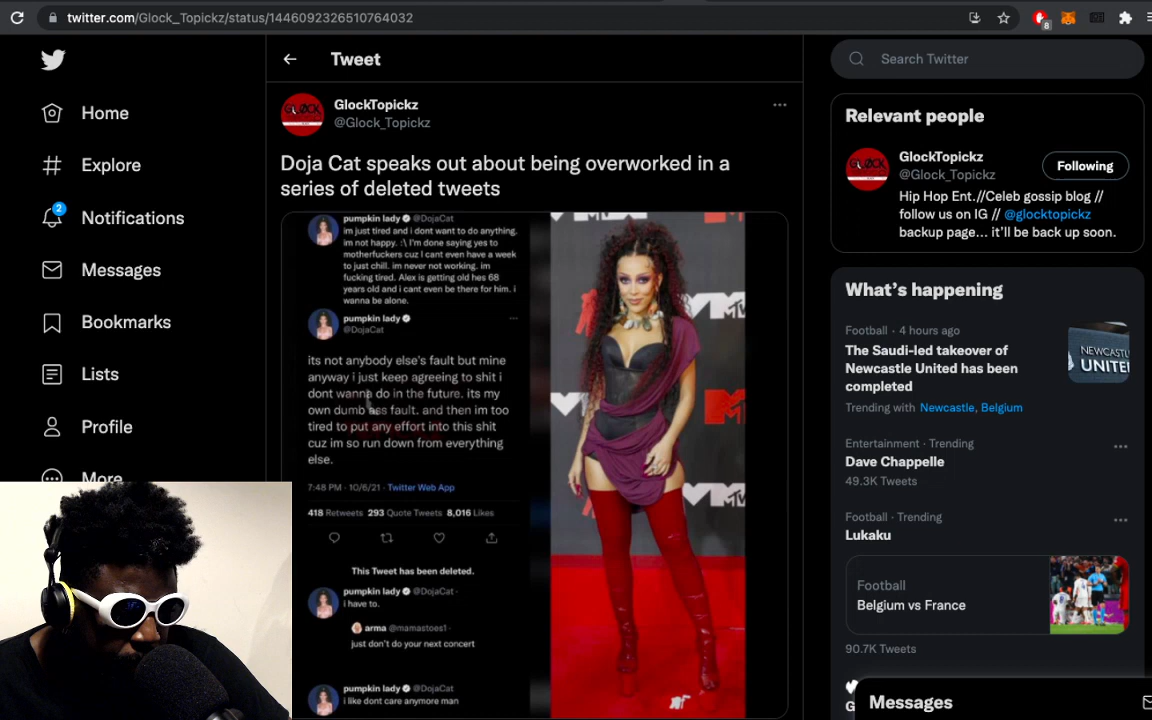 twitter.com/Glock_Topickz/status/1446092326510764032
8
Home
Explore
2
Notifications
Messages
Bookmarks
Lists
Profile
More
Tweet
GlockTopickz
@Glock_Topickz
Doja Cat speaks out about being overworked in a
series of deleted tweets
pumpkin lady @DojaCat
im just tired and i dont want to do anything.
im not happy. :\ I'm done saying yes to
motherfuckers cuz I cant even have a week
to just chill. im never not working. im
fucking tired. Alex is getting old hes 68
years old and i cant even be there for him. i
wanna be alone.
pumpkin lady
@DojaCat
its not anybody else's fault but mine
anyway i just keep agreeing to shit i
dont wanna do in the future. its my
own dumb ass fault. and then im too
tired to put any effort into this shit
cuz im so run down from everything
else.
7:48 PM · 10/6/21 · Twitter Web App
418 Retweets 293 Quote Tweets 8,016 Likes
This Tweet has been deleted.
pumpkin lady @DojaCat ·
i have to.
arma @mamastoes1 ·
just don't do your next concert
pumpkin lady @DojaCat
i like dont care anymore man
MTV
Search Twitter
Relevant people
GlockTopickz
@Glock_Topickz
Following
Hip Hop Ent.//Celeb gossip blog //
follow us on IG // @glocktopickz
backup page... it'll be back up soon.
What's happening
Football · 4 hours ago
The Saudi-led takeover of
Newcastle United has been
completed
NEWCASTL
UNITE
Trending with Newcastle, Belgium
Entertainment · Trending
Dave Chappelle
49.3K Tweets
Football · Trending
Lukaku
Football
Belgium vs France
90.7K Tweets
Messages